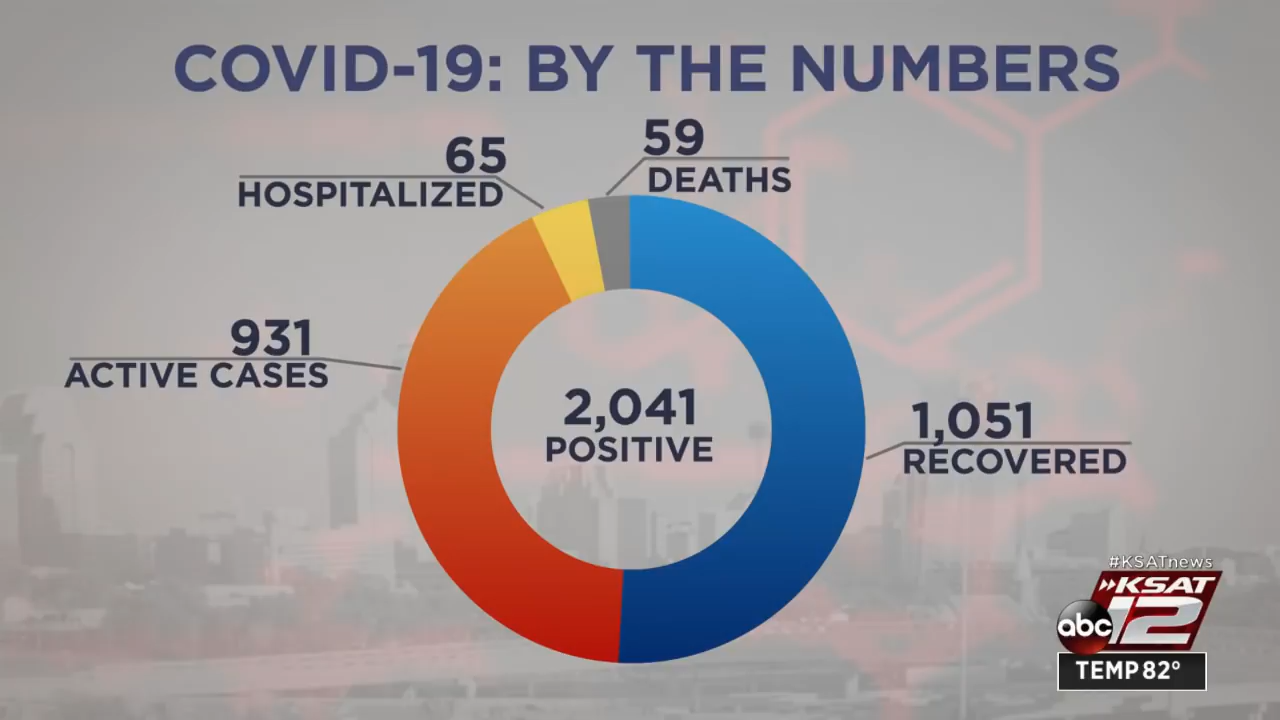 COVID-19: BY THE NUMBERS
59
DEATHS
65
HOSPITALIZED
931
ACTIVE CASES
2,041
POSITIVE
1,051
RECOVERED
#KSATnews
KSAT
abc 12
TEMP 82°